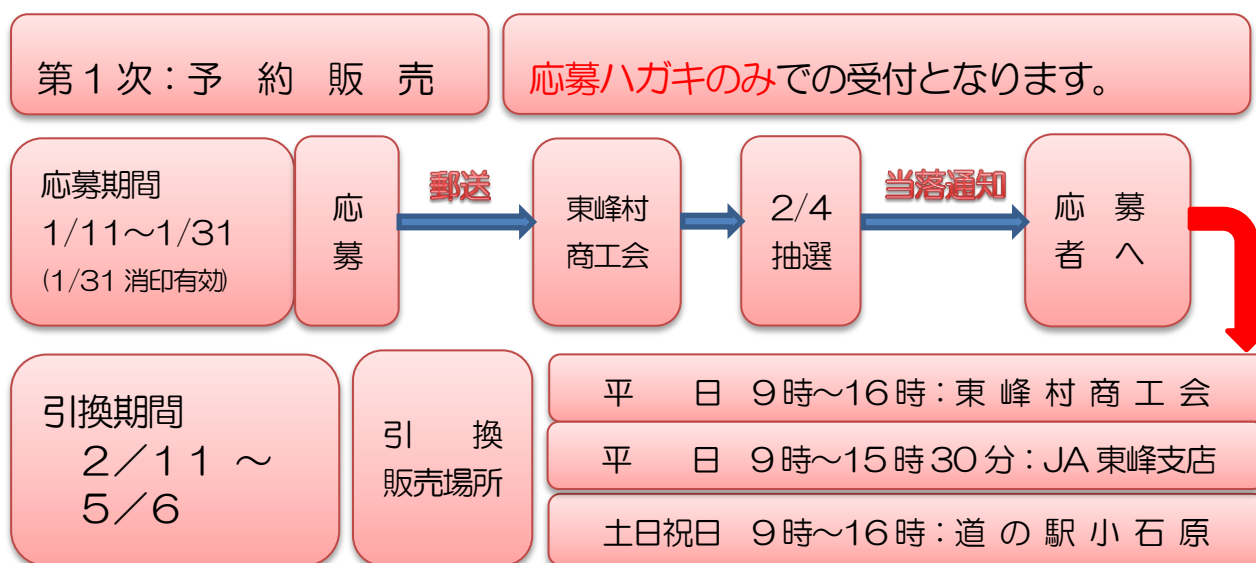 第1次：予約販売
応募ハガキのみでの受付となります。
応募期間
1/11～1/31
(1/31 消印有効)
応
募
郵送
東峰村
商工会
2/4
抽選
当落通知
応募
者へ
引換期間
2／11～
5／6
引換
販売場所
平日 9時～16時：東峰村商工会
平日 9時～15時30分：JA東峰支店
土日祝日 9時～16時：道の駅小石原